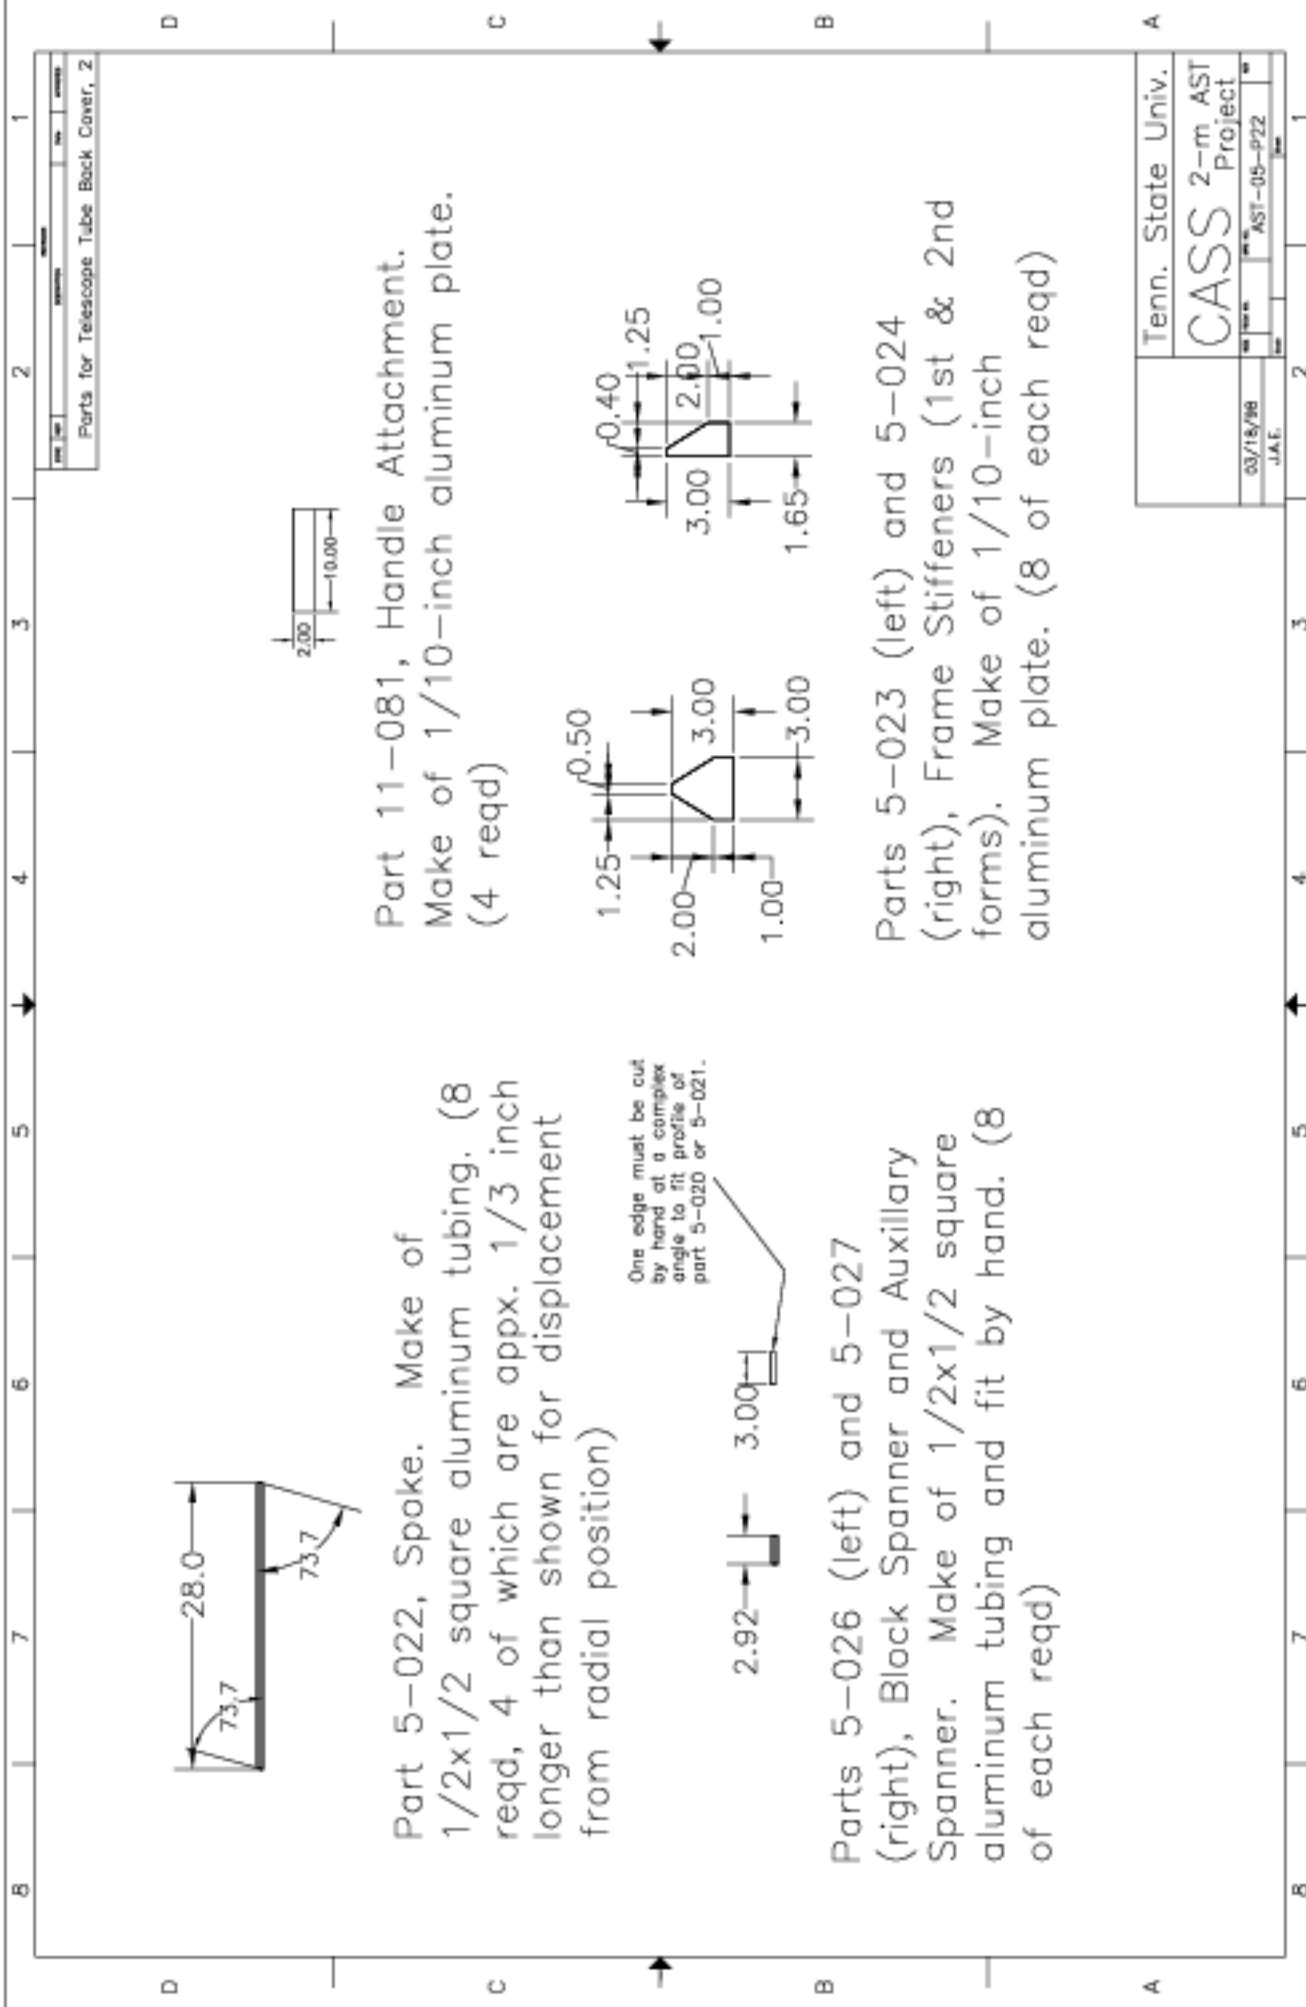 8 7 6 5 4 3 2 1
D
D
Parts for Telescope Tube Back Cover, 2
28.0
73.7
73.7
Part 5-022, Spoke. Make of
1/2x1/2 square aluminum tubing. (8
reqd, 4 of which are appx. 1/3 inch
longer than shown for displacement
from radial position)
2.00
10.00
Part 11-081, Handle Attachment.
Make of 1/10-inch aluminum plate.
(4 reqd)
C
C
One edge must be cut
by hand at a complex
angle to fit profile of
part 5-020 or 5-021.
2.92
3.00
Parts 5-026 (left) and 5-027
(right), Block Spanner and Auxillary
Spanner. Make of 1/2x1/2 square
aluminum tubing and fit by hand. (8
of each reqd)
0.50
1.25
2.00
3.00
1.00
3.00
0.40
1.25
2.00
1.00
3.00
1.65
Parts 5-023 (left) and 5-024
(right), Frame Stiffeners (1st & 2nd
forms). Make of 1/10-inch
aluminum plate. (8 of each reqd)
B
B
A
A
Tenn. State Univ.
CASS 2-m AST
Project
03/18/98
AST-05-P22
J.A.E.
8 7 6 5 4 3 2 1